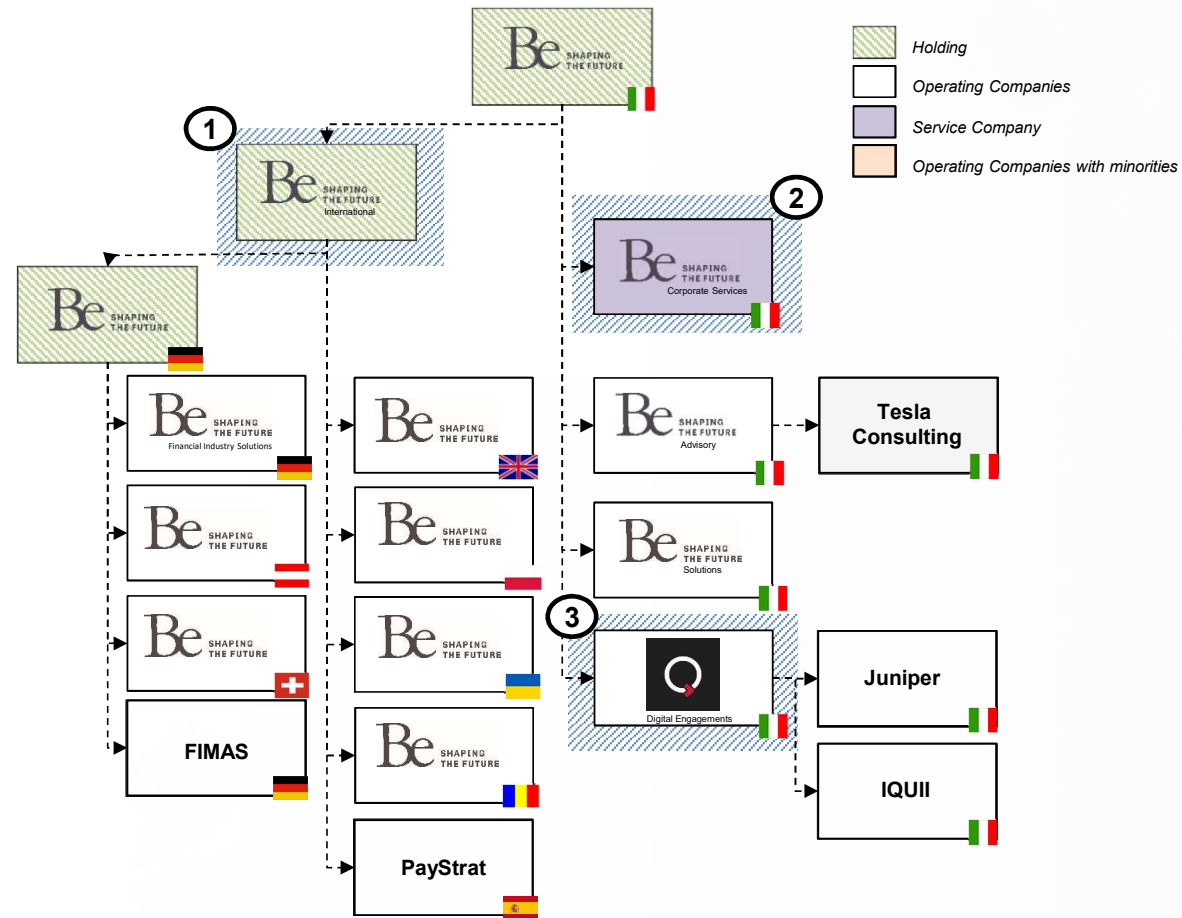 Be SHAPING
THE FUTURE
Holding
Operating Companies
Service Company
Operating Companies with minorities
1
Be SHAPING
THE FUTURE
International
2
Be SHAPING
THE FUTURE
Corporate Services
Be SHAPING
THE FUTURE
Be SHAPING
THE FUTURE
Financial Industry Solutions
Be SHAPING
THE FUTURE
Be SHAPING
THE FUTURE
Advisory
Tesla
Consulting
Be SHAPING
THE FUTURE
Be SHAPING
THE FUTURE
Be SHAPING
THE FUTURE
Solutions
Be SHAPING
THE FUTURE
Be SHAPING
THE FUTURE
3
Digital Engagements
Juniper
FIMAS
Be SHAPING
THE FUTURE
IQUII
PayStrat